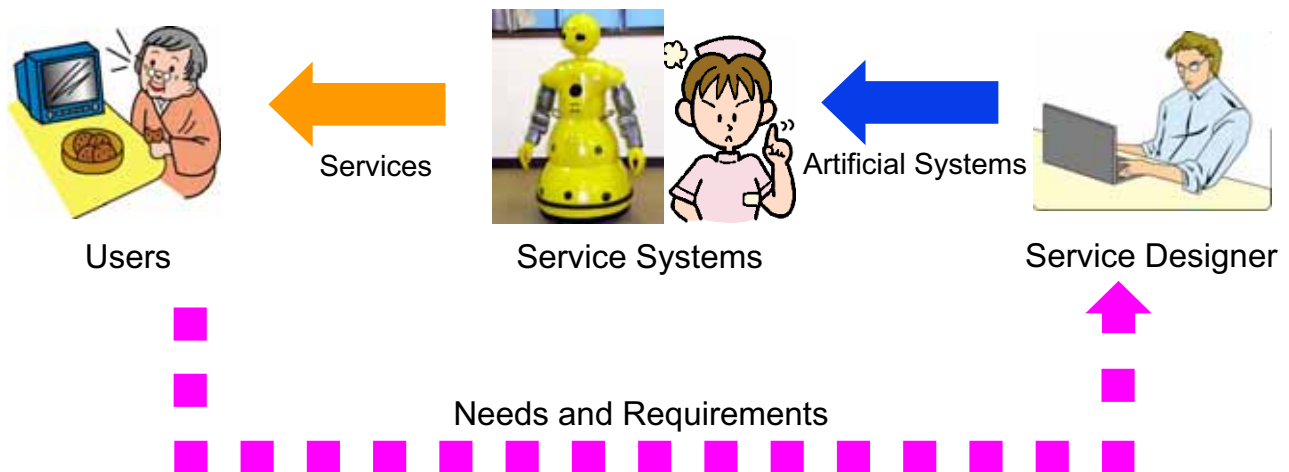 Services
Artificial Systems
Users
Service Systems
Service Designer
Needs and Requirements